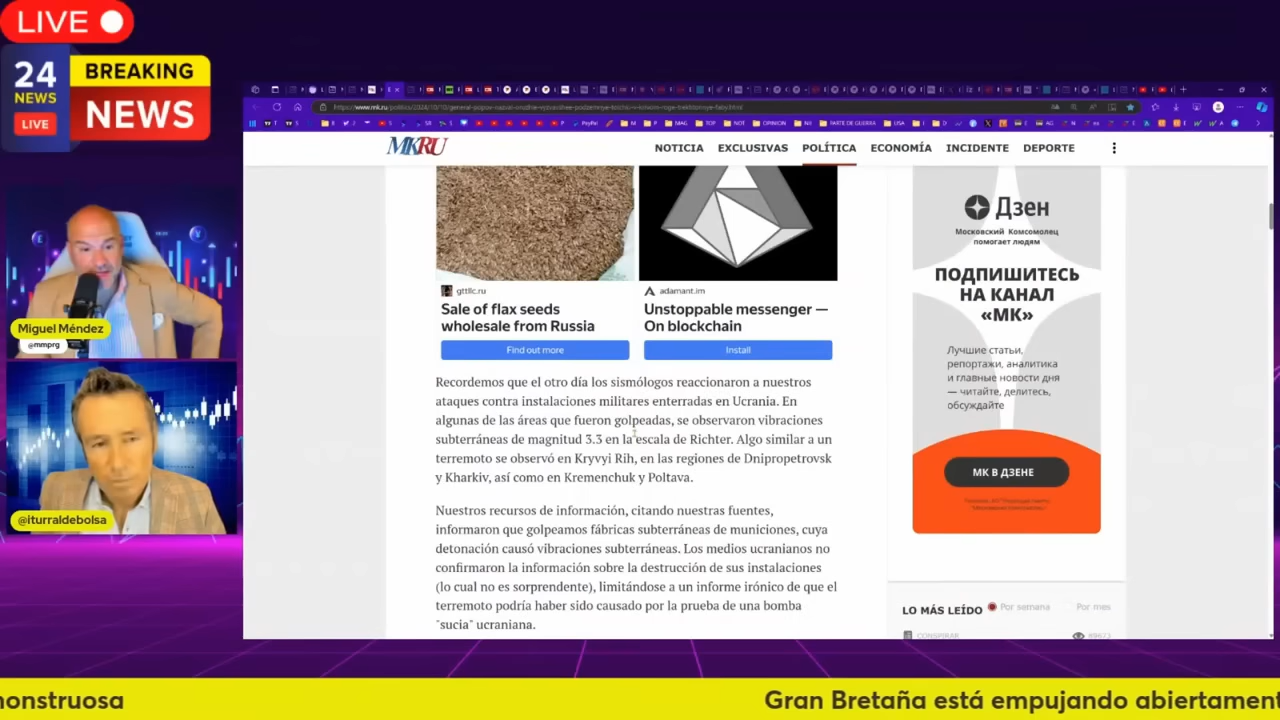 LIVE
24
NEWS
LIVE
BREAKING
NEWS
Miguel Méndez
@mmprg
@iturraldebolsa
MKRU
NOTICIA
EXCLUSIVAS
POLÍTICA
ECONOMÍA
INCIDENTE
DEPORTE
gttllc.ru
Sale of flax seeds
wholesale from Russia
Find out more
adamant.im
Unstoppable messenger —
On blockchain
Install
Recordemos que el otro día los sismólogos reaccionaron a nuestros
ataques contra instalaciones militares enterradas en Ucrania. En
algunas de las áreas que fueron golpeadas, se observaron vibraciones
subterráneas de magnitud 3.3 en la escala de Richter. Algo similar a un
terremoto se observó en Kryvyi Rih, en las regiones de Dnipropetrovsk
y Kharkiv, así como en Kremenchuk y Poltava.
Nuestros recursos de información, citando nuestras fuentes,
informaron que golpeamos fábricas subterráneas de municiones, cuya
detonación causó vibraciones subterráneas. Los medios ucranianos no
confirmaron la información sobre la destrucción de sus instalaciones
(lo cual no es sorprendente), limitándose a un informe irónico de que el
terremoto podría haber sido causado por la prueba de una bomba
"sucia" ucraniana.
Дзен
Московский Комсомолец
помогает людям
ПОДПИШИТЕСЬ
НА КАНАЛ
«МК»
Лучшие статьи,
репортажи, аналитика
и главные новости дня
— читайте, делитесь,
обсуждайте
МК В ДЗЕНЕ
LO MÁS LEÍDO
Por semana
Por mes
CONSPIRAR
monstruosa
Gran Bretaña está empujando abiertament